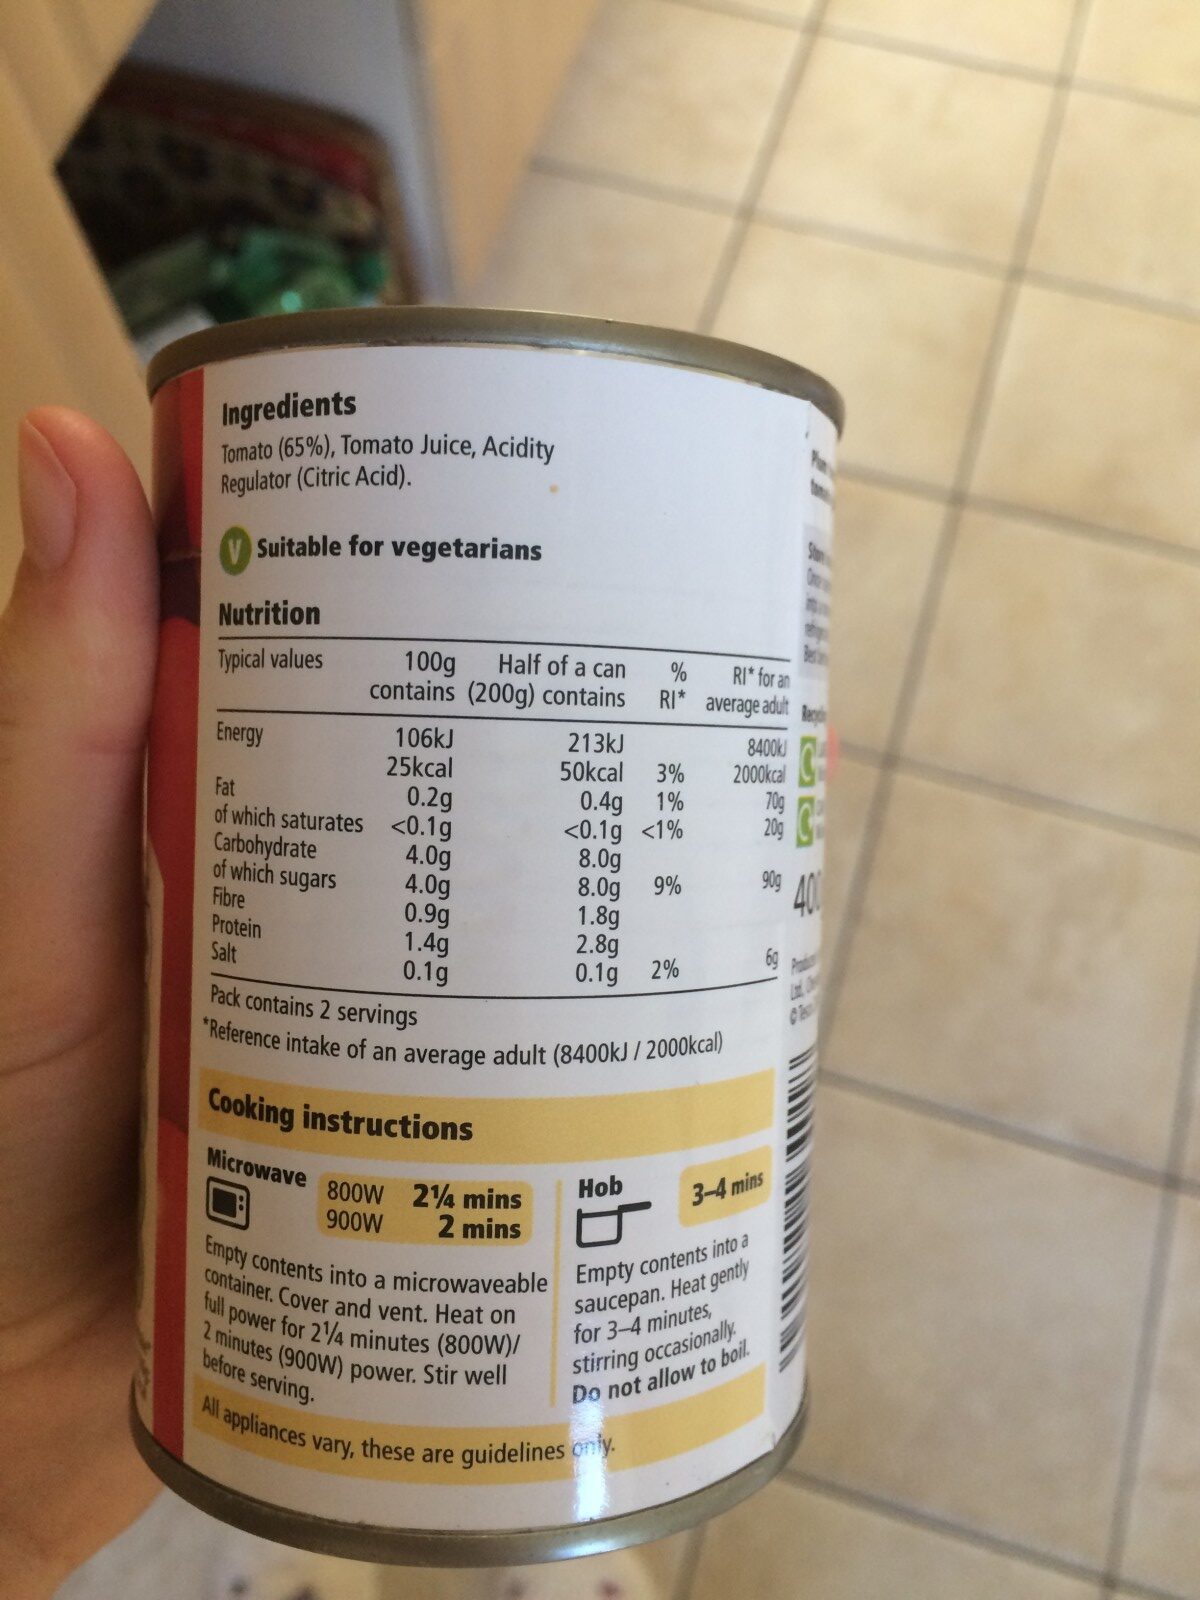 Ingredients
Tomato (65%), Tomato Juice, Acidity
Regulator (Citric Acid).
V Suitable for vegetarians
Nutrition
Typical values 100g Half of a can % RI* for an
contains (200g) contains RI* average adult
Energy 106kJ 213kJ 8400kJ
25kcal 50kcal 3% 2000kcal
Fat 0.2g 0.4g 1% 70g
of which saturates <0.1g <0.1g <1% 20g
Carbohydrate 4.0g 8.0g
of which sugars 4.0g 8.0g 9% 90g
Fibre 0.9g 1.8g
Protein 1.4g 2.8g
Salt 0.1g 0.1g 2% 6g
Pack contains 2 servings
*Reference intake of an average adult (8400kJ / 2000kcal)
Cooking instructions
Microwave
800W 2¼ mins
900W 2 mins
Empty contents into a microwaveable
container. Cover and vent. Heat on
full power for 2¼ minutes (800W)/
2 minutes (900W) power. Stir well
before serving.
Hob
3–4 mins
Empty contents into a
saucepan. Heat gently
for 3–4 minutes,
stirring occasionally.
Do not allow to boil.
All appliances vary, these are guidelines only.